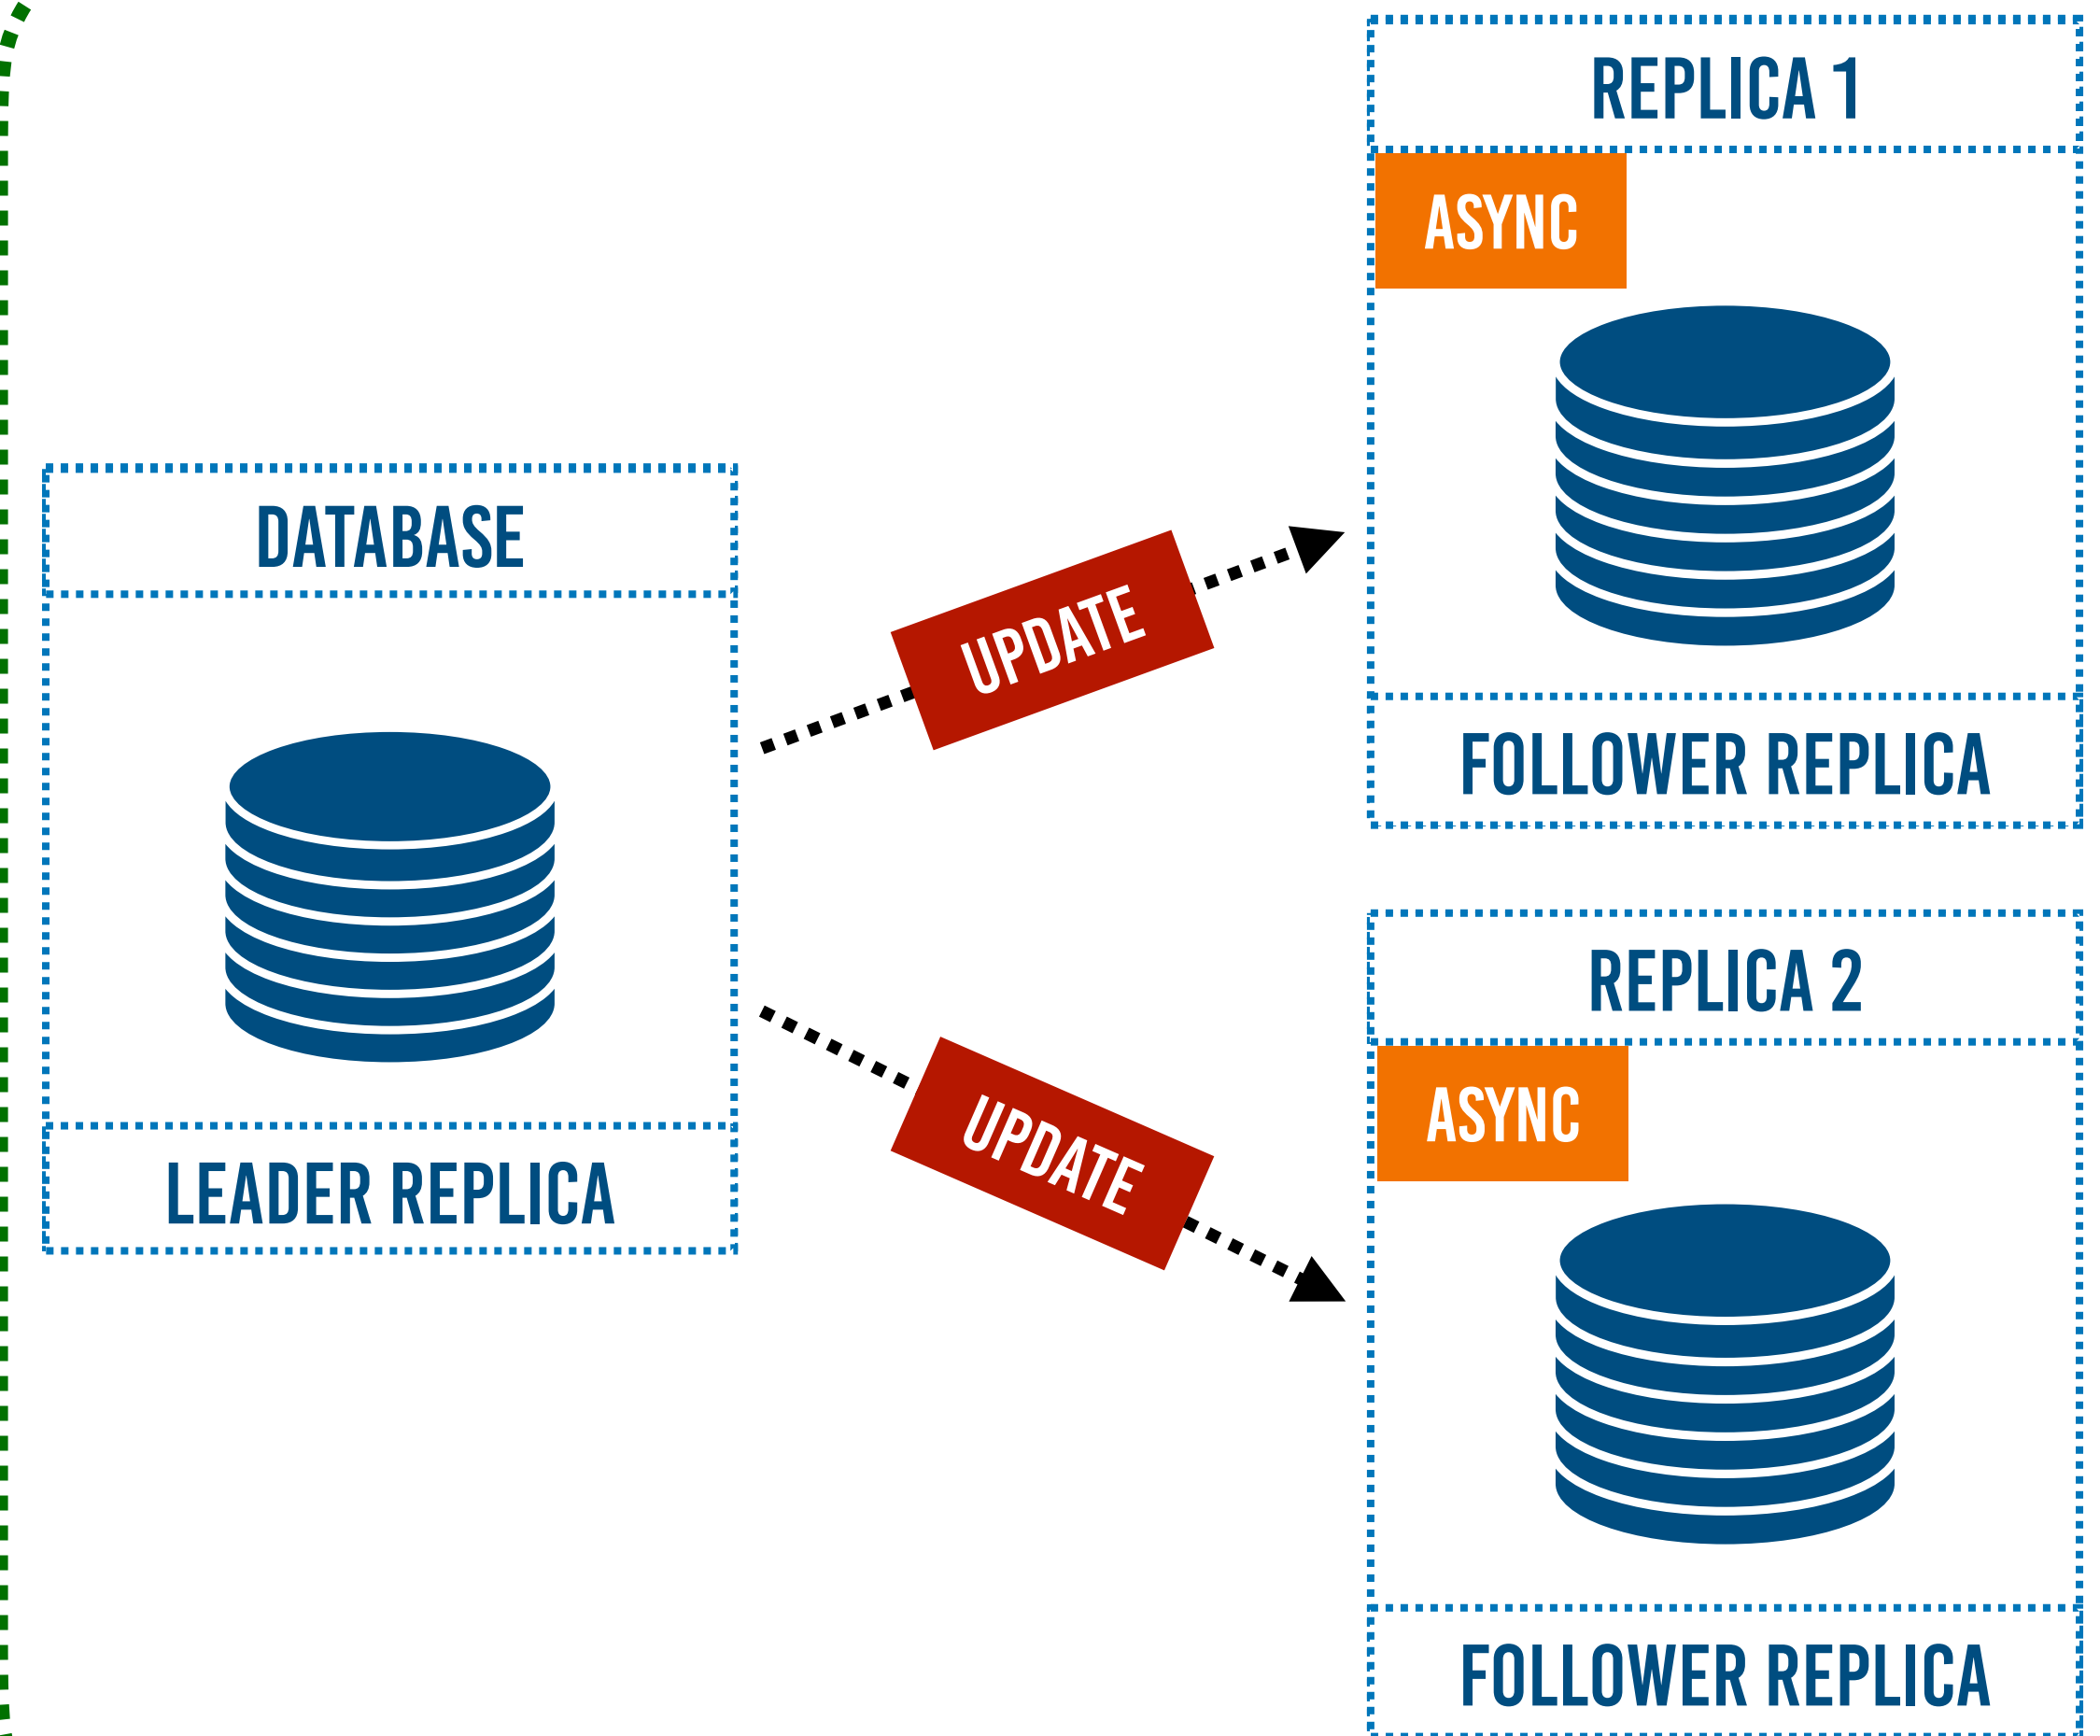 DATABASE
LEADER REPLICA
UPDATE
UPDATE
REPLICA 1
ASYNC
FOLLOWER REPLICA
REPLICA 2
ASYNC
FOLLOWER REPLICA